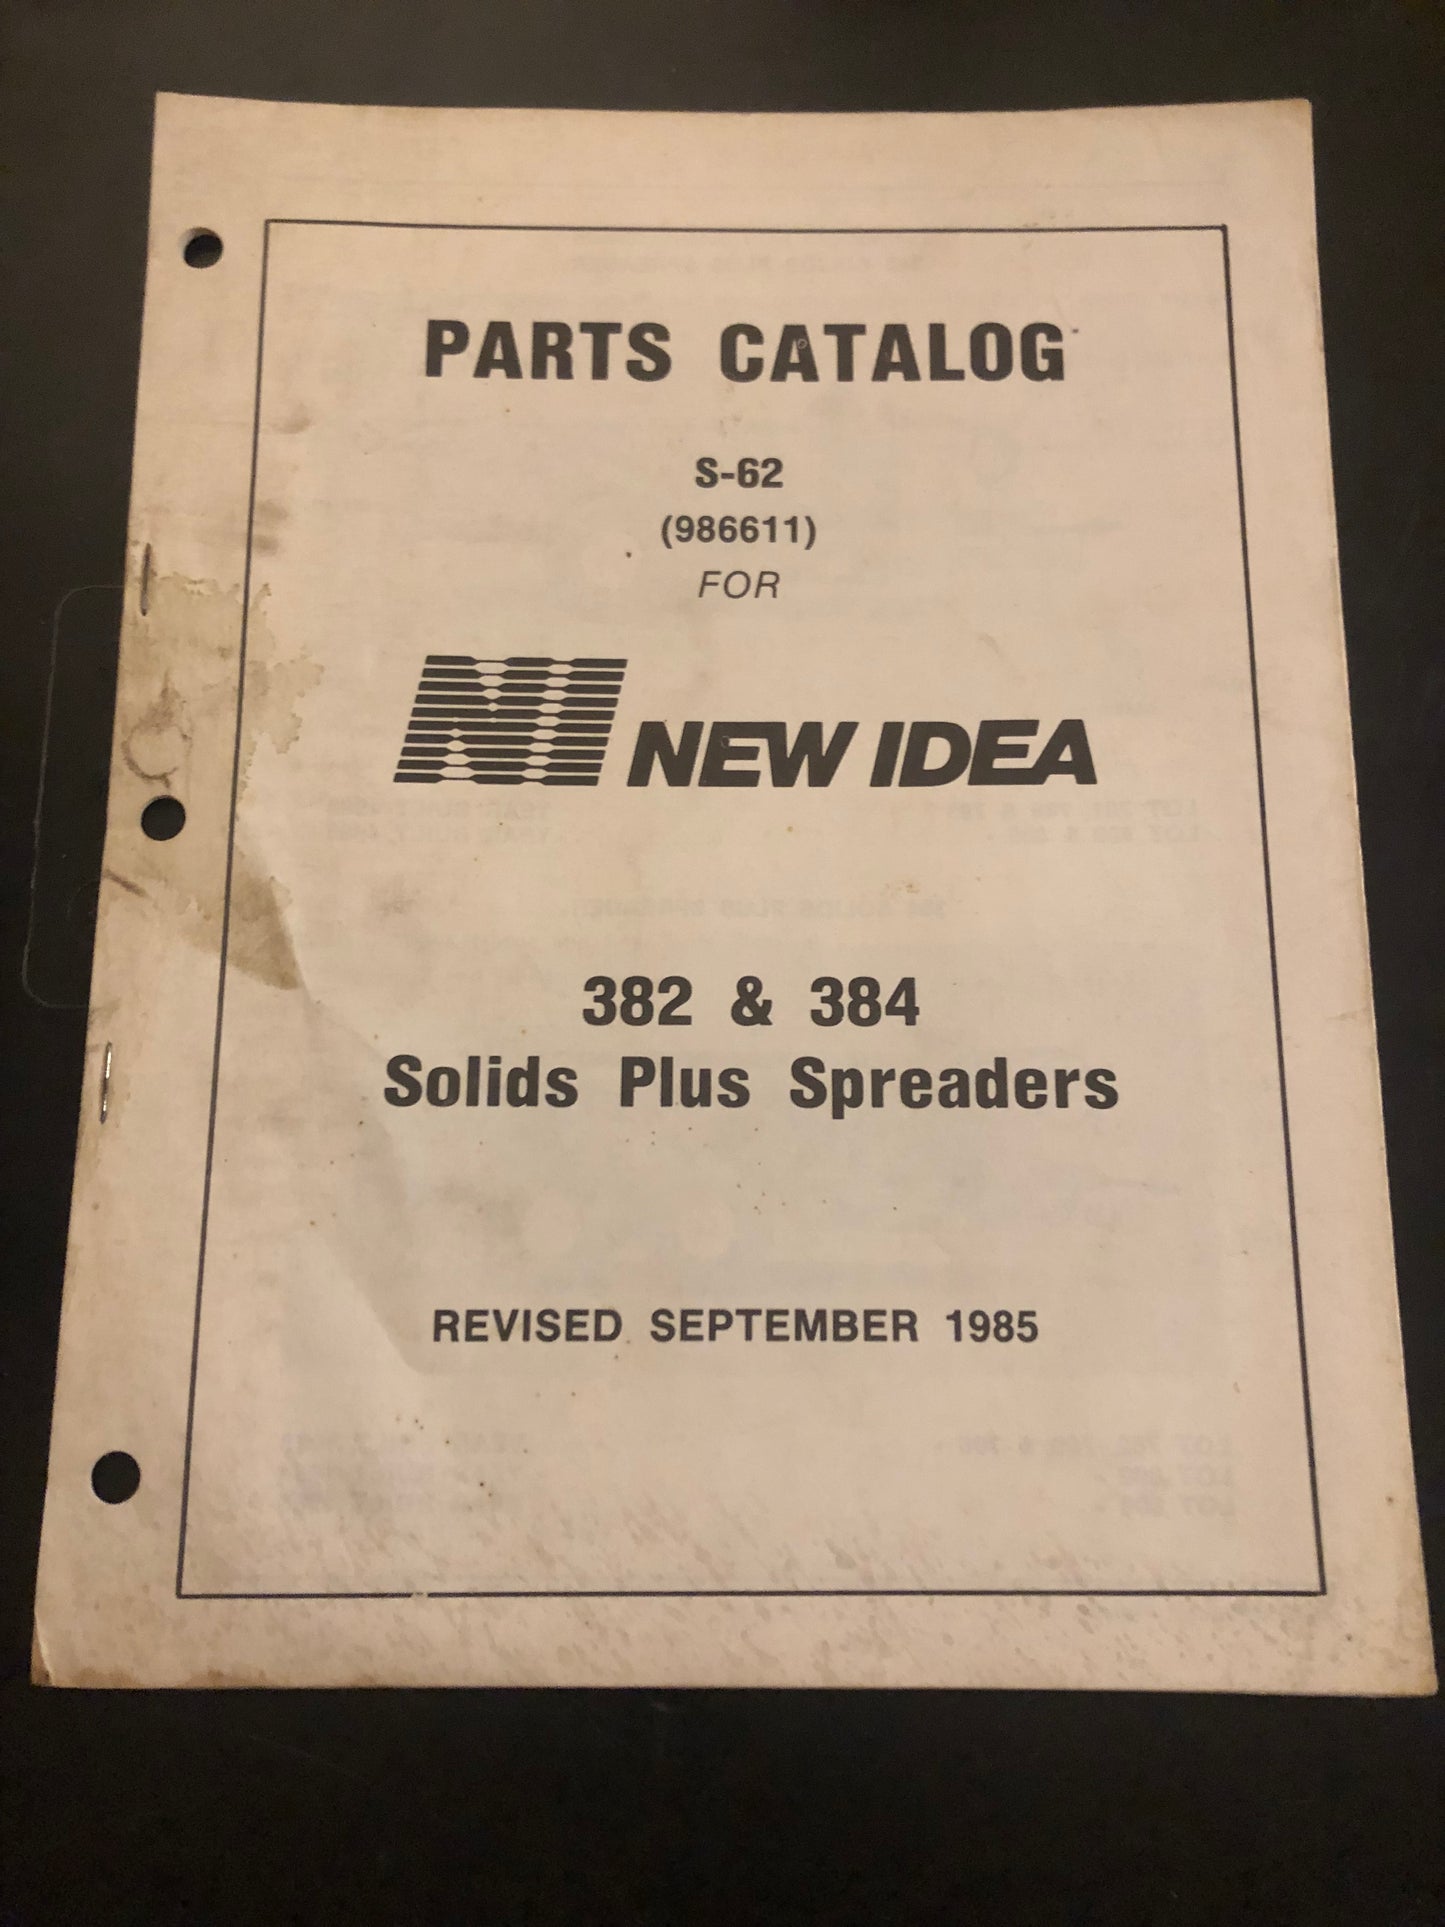 PARTS CATALOG
S-62
(986611)
FOR
NEW IDEA
382 & 384
Solids Plus Spreaders
REVISED SEPTEMBER 1985